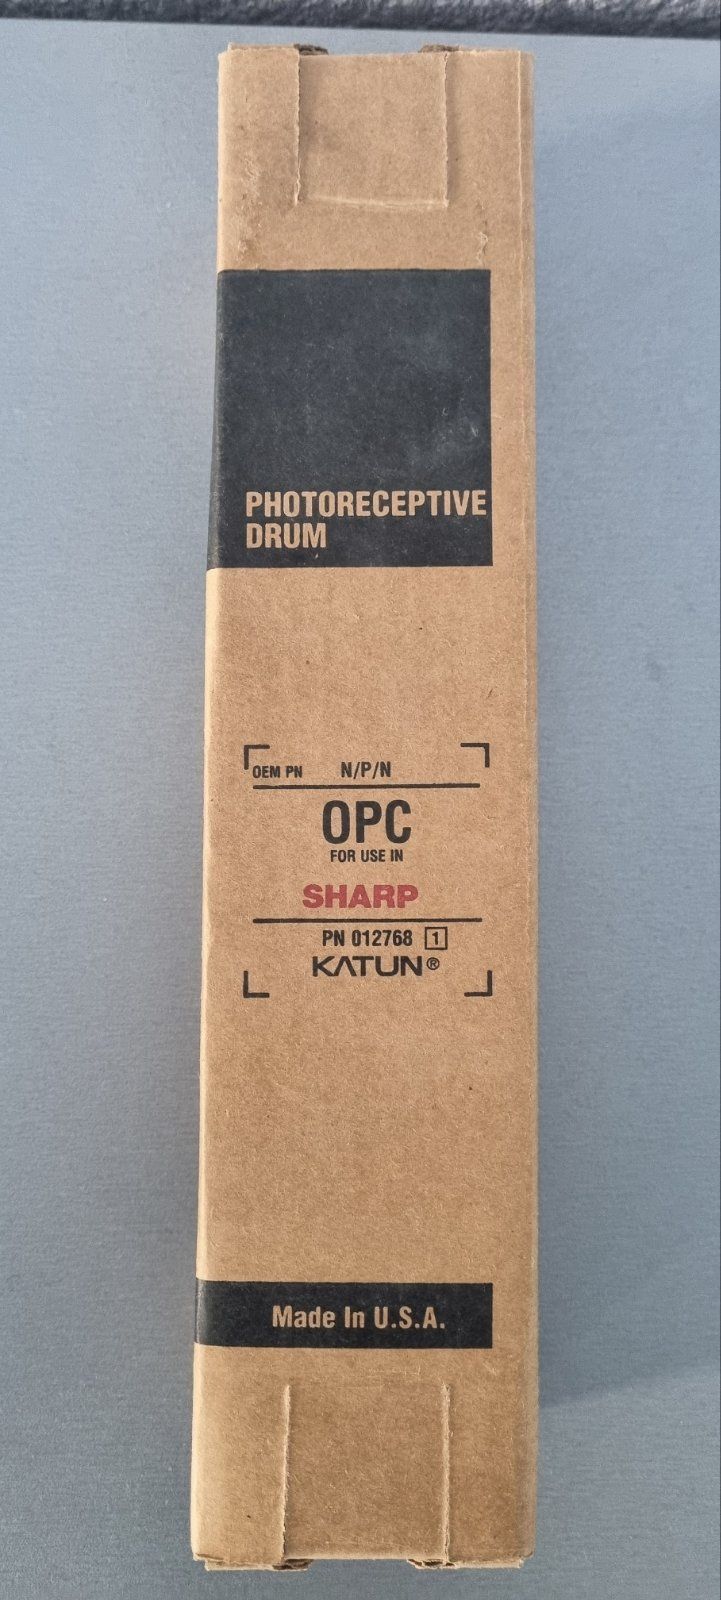 PHOTORECEPTIVE
DRUM
OEM PN N/P/N
OPC
FOR USE IN
SHARP
PN 012768 1
KATUN®
Made In U.S.A.